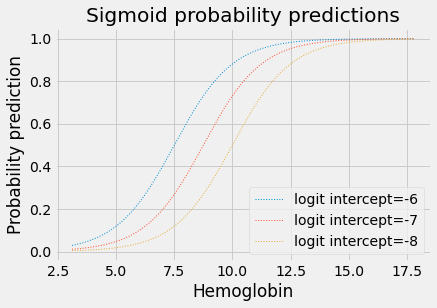 Sigmoid probability predictions
Probability prediction
1.0
0.8
0.6
0.4
0.2
0.0
logit intercept=-6
logit intercept=-7
logit intercept=-8
2.5 5.0 7.5 10.0 12.5 15.0 17.5
Hemoglobin